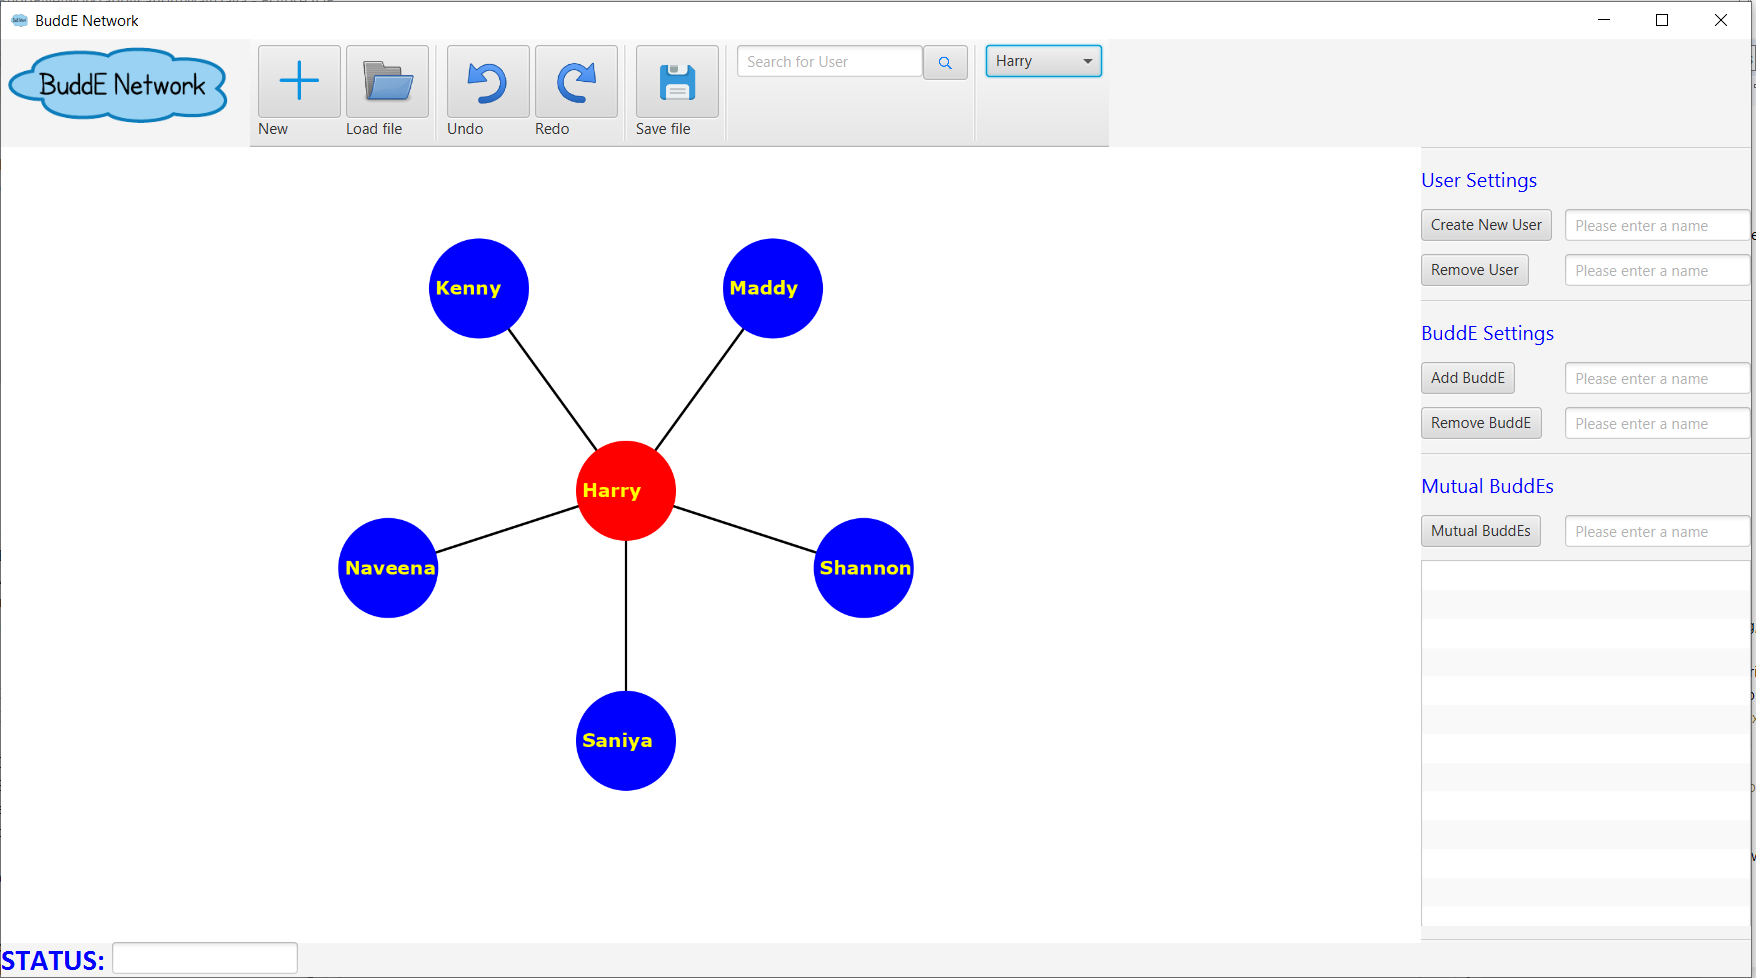 BuddE Network
BuddE Network
New
Load file
Undo
Redo
Save file
Search for User
Harry
User Settings
Create New User
Please enter a name
Remove User
Please enter a name
BuddE Settings
Add BuddE
Please enter a name
Remove BuddE
Please enter a name
Mutual BuddEs
Mutual BuddEs
Please enter a name
Kenny
Maddy
Harry
Naveena
Shannon
Saniya
STATUS: